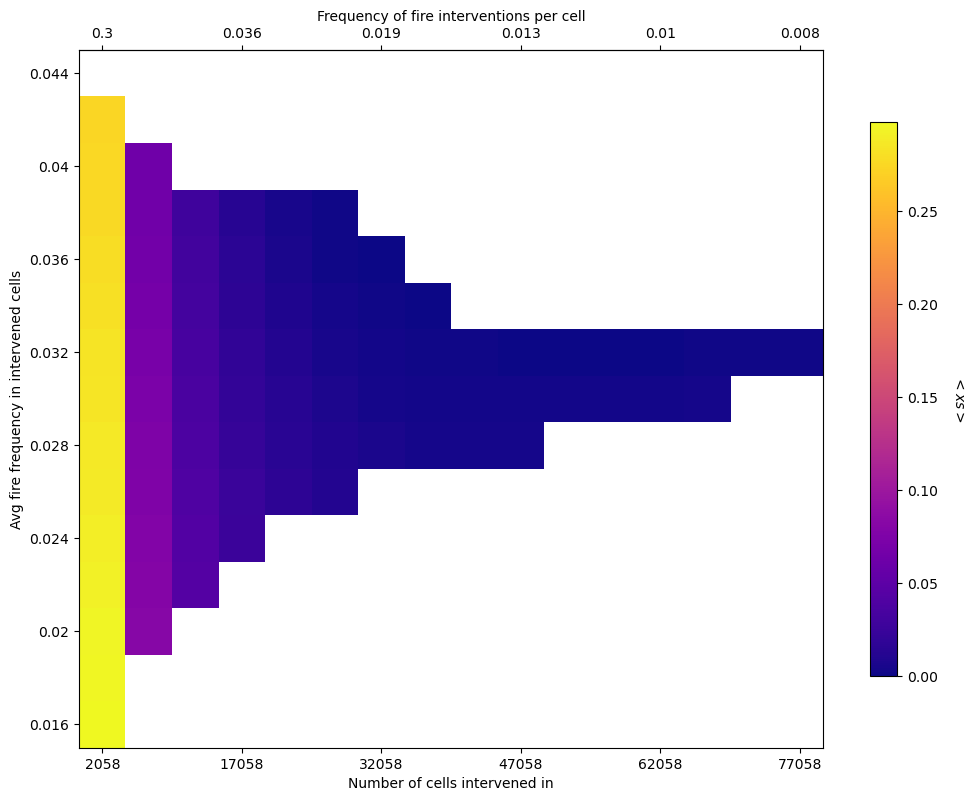 Frequency of fire interventions per cell
0.3 0.036 0.019 0.013 0.01 0.008
0.044
0.04
0.036
0.032
0.028
0.024
0.02
0.016
Avg fire frequency in intervened cells
2058 17058 32058 47058 62058 77058
Number of cells intervened in
0.25
0.20
0.15
0.10
0.05
0.00
< xs >